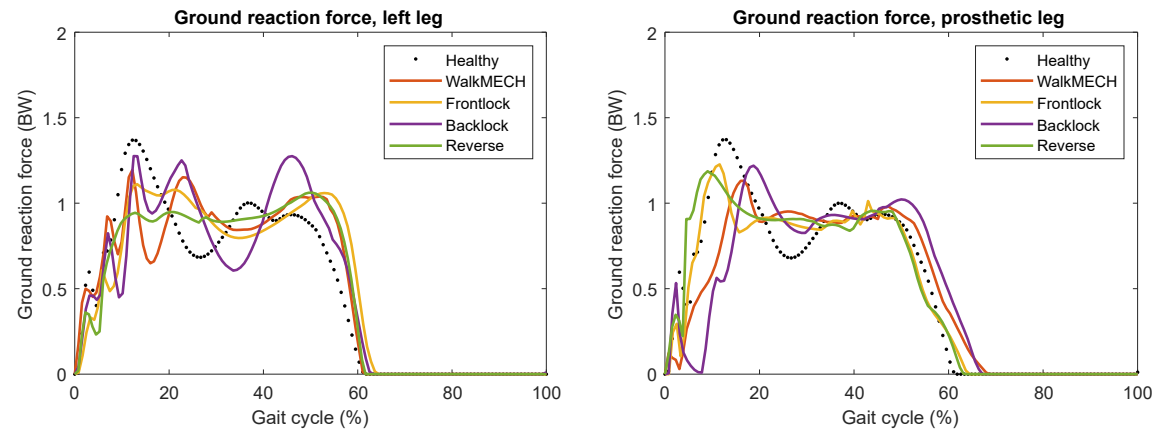 Ground reaction force, left leg
2
1.5
1
0.5
0
Ground reaction force (BW)
Healthy
WalkMECH
Frontlock
Backlock
Reverse
0 20 40 60 80 100
Gait cycle (%)
Ground reaction force, prosthetic leg
2
1.5
1
0.5
0
Ground reaction force (BW)
Healthy
WalkMECH
Frontlock
Backlock
Reverse
0 20 40 60 80 100
Gait cycle (%)